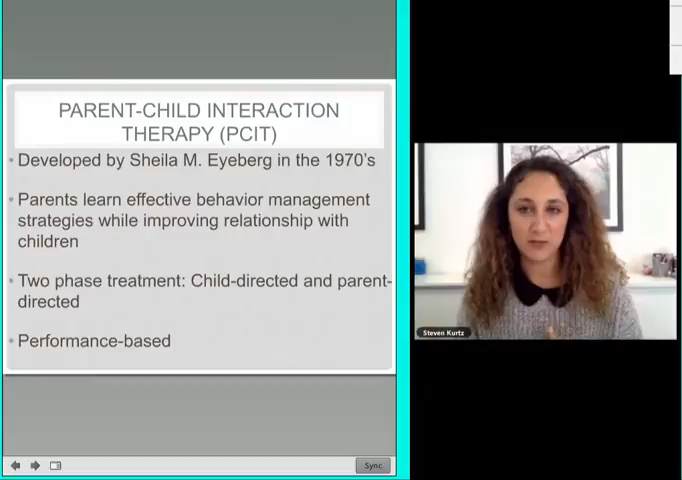 PARENT-CHILD INTERACTION
THERAPY (PCIT)
• Developed by Sheila M. Eyeberg in the 1970's
• Parents learn effective behavior management
strategies while improving relationship with
children
• Two phase treatment: Child-directed and parent-
directed
• Performance-based
Steven Kurtz
Sync